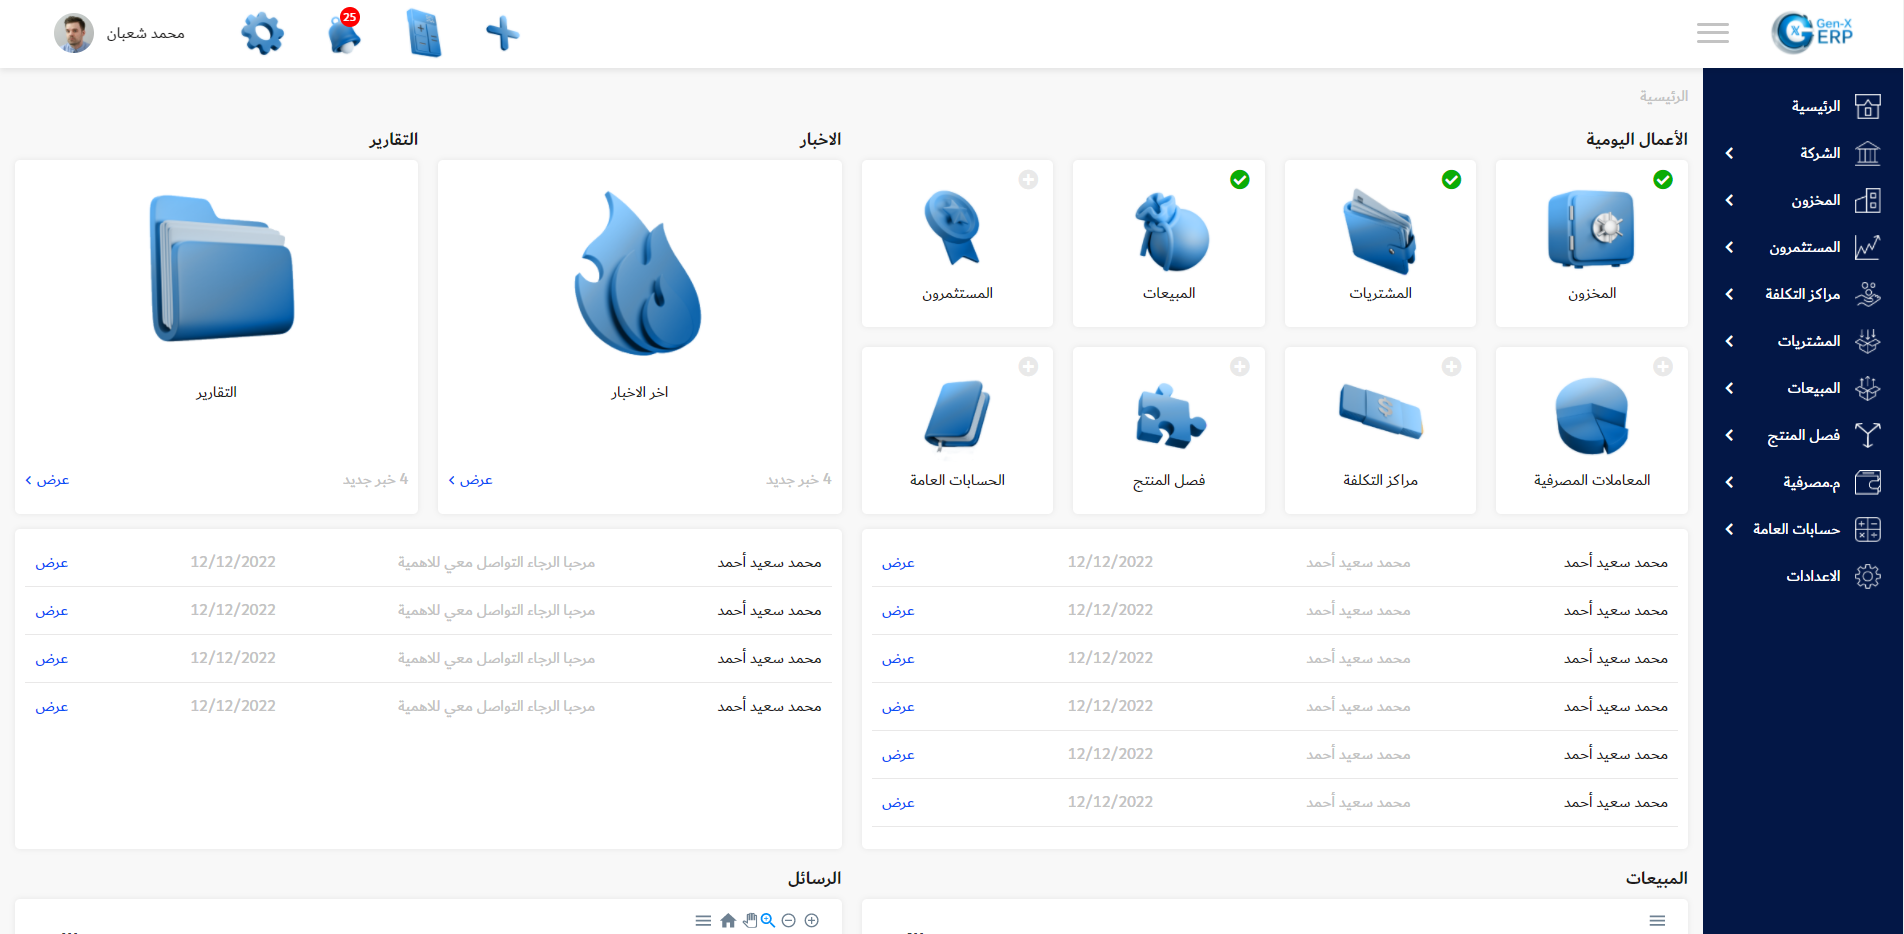 Gen-X
ERP
25
محمد شعبان
الرئيسية
الشركة
المخزون
المستثمرون
مراكز التكلفة
المشتريات
المبيعات
فصل المنتج
م.مصرفية
حسابات العامة
الاعدادات
الرئيسية
الأعمال اليومية
المخزون
المشتريات
المبيعات
المستثمرون
المعاملات المصرفية
مراكز التكلفة
فصل المنتج
الحسابات العامة
الاخبار
اخر الاخبار
4 خبر جديد
عرض
التقارير
التقارير
4 خبر جديد
عرض
محمد سعيد أحمد محمد سعيد أحمد 12/12/2022 عرض
محمد سعيد أحمد محمد سعيد أحمد 12/12/2022 عرض
محمد سعيد أحمد محمد سعيد أحمد 12/12/2022 عرض
محمد سعيد أحمد محمد سعيد أحمد 12/12/2022 عرض
محمد سعيد أحمد محمد سعيد أحمد 12/12/2022 عرض
محمد سعيد أحمد محمد سعيد أحمد 12/12/2022 عرض
محمد سعيد أحمد مرحبا الرجاء التواصل معي للاهمية 12/12/2022 عرض
محمد سعيد أحمد مرحبا الرجاء التواصل معي للاهمية 12/12/2022 عرض
محمد سعيد أحمد مرحبا الرجاء التواصل معي للاهمية 12/12/2022 عرض
محمد سعيد أحمد مرحبا الرجاء التواصل معي للاهمية 12/12/2022 عرض
المبيعات
الرسائل